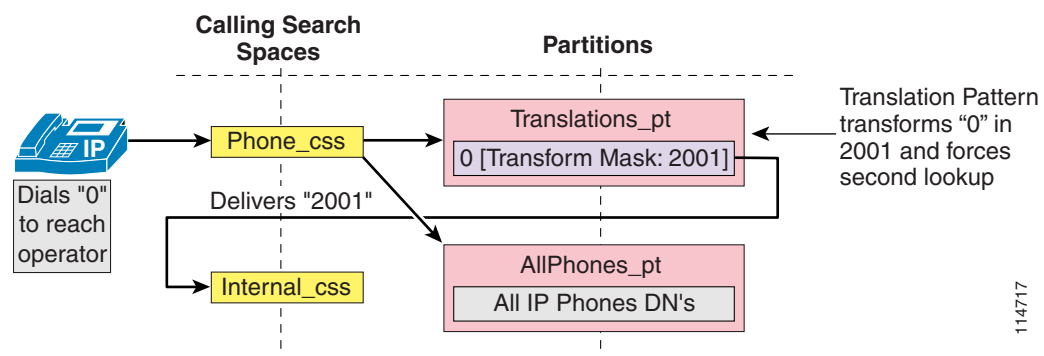 Calling Search
Spaces
Partitions
IP
Dials "0"
to reach
operator
Phone_css
Translations_pt
0 [Transform Mask: 2001]
Translation Pattern
transforms “0” in
2001 and forces
second lookup
Delivers "2001"
Internal_css
AllPhones_pt
All IP Phones DN's
114717